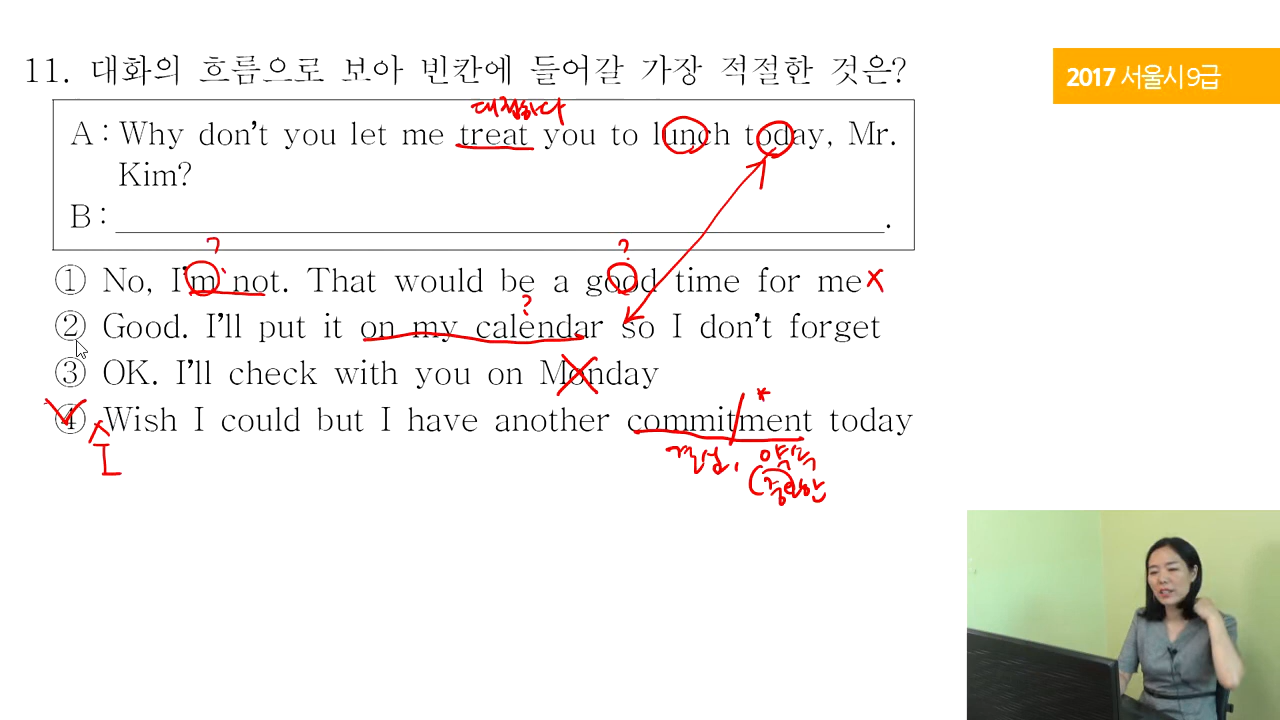 2017 서울시 9급
11. 대화의 흐름으로 보아 빈칸에 들어갈 가장 적절한 것은?
대접하다
A : Why don't you let me treat you to lunch today, Mr.
Kim?
B : .
? ?
① No, I'm not. That would be a good time for me x
?
② Good. I'll put it on my calendar so I don't forget
③ OK. I'll check with you on Monday
④ Wish I could but I have another commitment today
I 약속